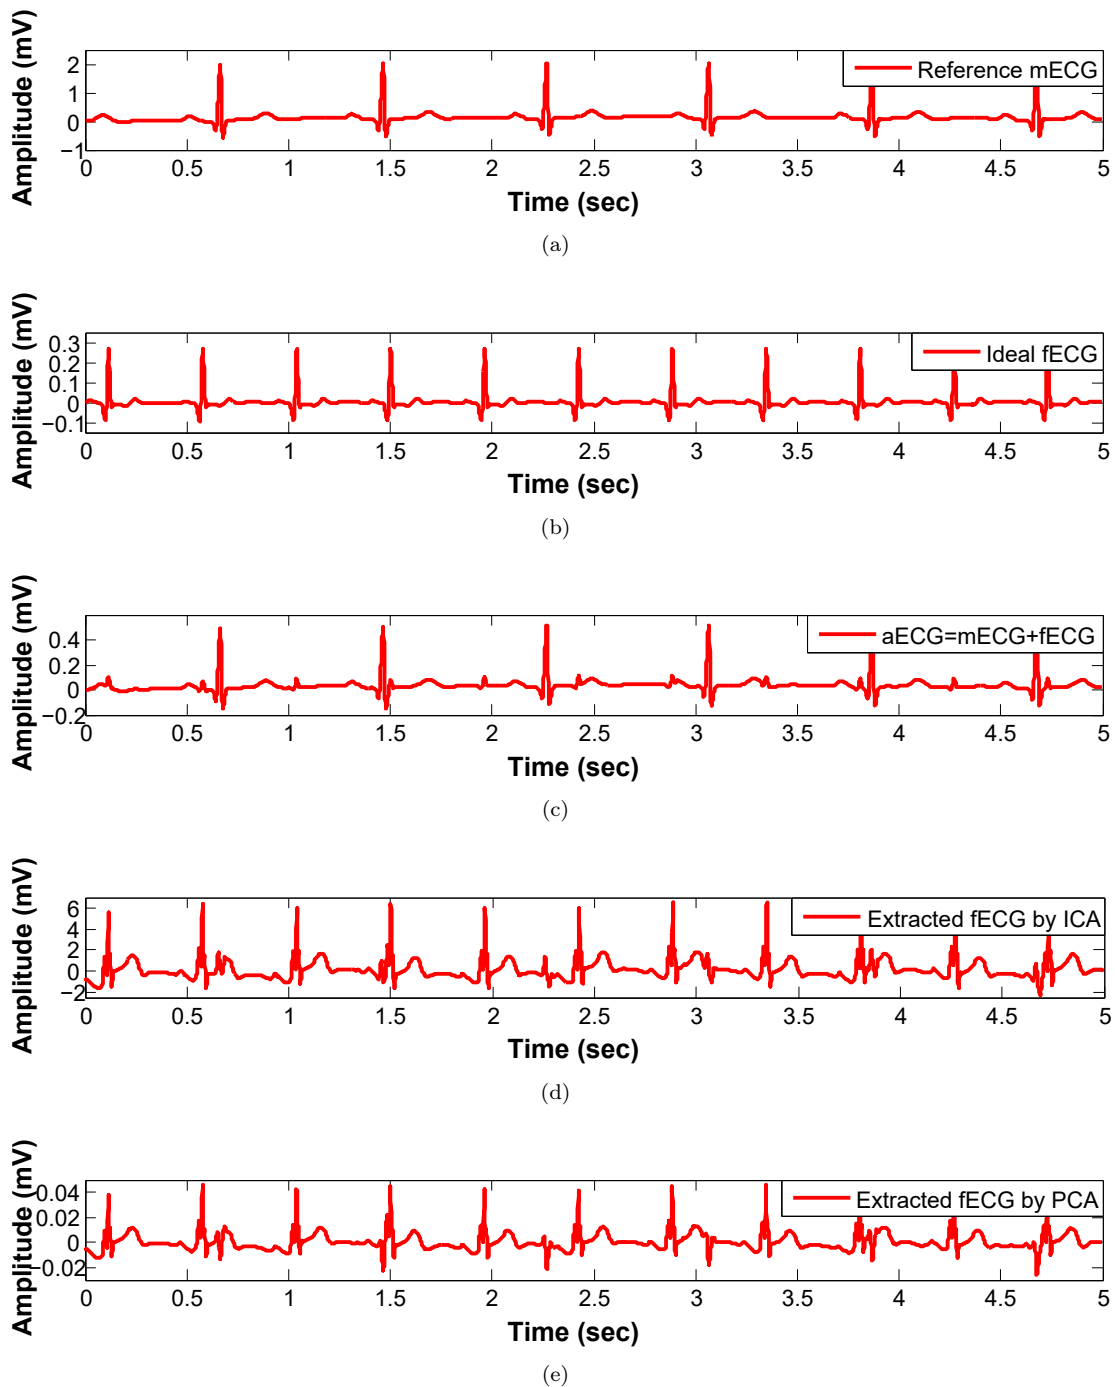 Amplitude (mV)
2
1
0
−1
Reference mECG
0 0.5 1 1.5 2 2.5 3 3.5 4 4.5 5
Time (sec)
(a)
Amplitude (mV)
0.3
0.2
0.1
0
−0.1
Ideal fECG
0 0.5 1 1.5 2 2.5 3 3.5 4 4.5 5
Time (sec)
(b)
Amplitude (mV)
0.4
0.2
0
−0.2
aECG=mECG+fECG
0 0.5 1 1.5 2 2.5 3 3.5 4 4.5 5
Time (sec)
(c)
Amplitude (mV)
6
4
2
0
−2
Extracted fECG by ICA
0 0.5 1 1.5 2 2.5 3 3.5 4 4.5 5
Time (sec)
(d)
Amplitude (mV)
0.04
0.02
0
−0.02
Extracted fECG by PCA
0 0.5 1 1.5 2 2.5 3 3.5 4 4.5 5
Time (sec)
(e)